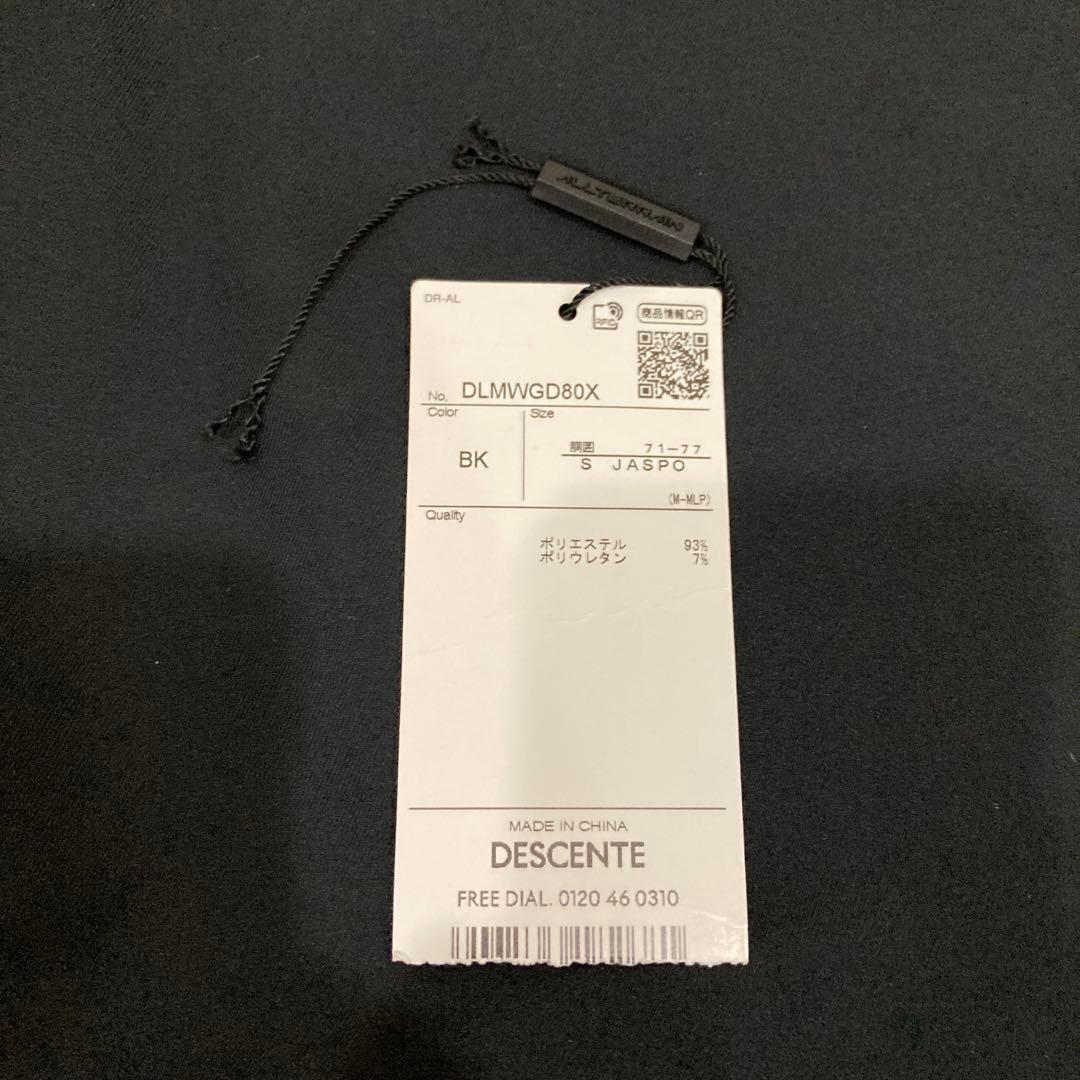 ALLTERRAIN
DR-AL
RFID
商品情報QR
No. DLMWGD80X
Color
Size
BK
胴囲 71-77
S JASPO
(M-MLP)
Quality
ポリエステル 93%
ポリウレタン 7%
MADE IN CHINA
DESCENTE
FREE DIAL. 0120 46 0310